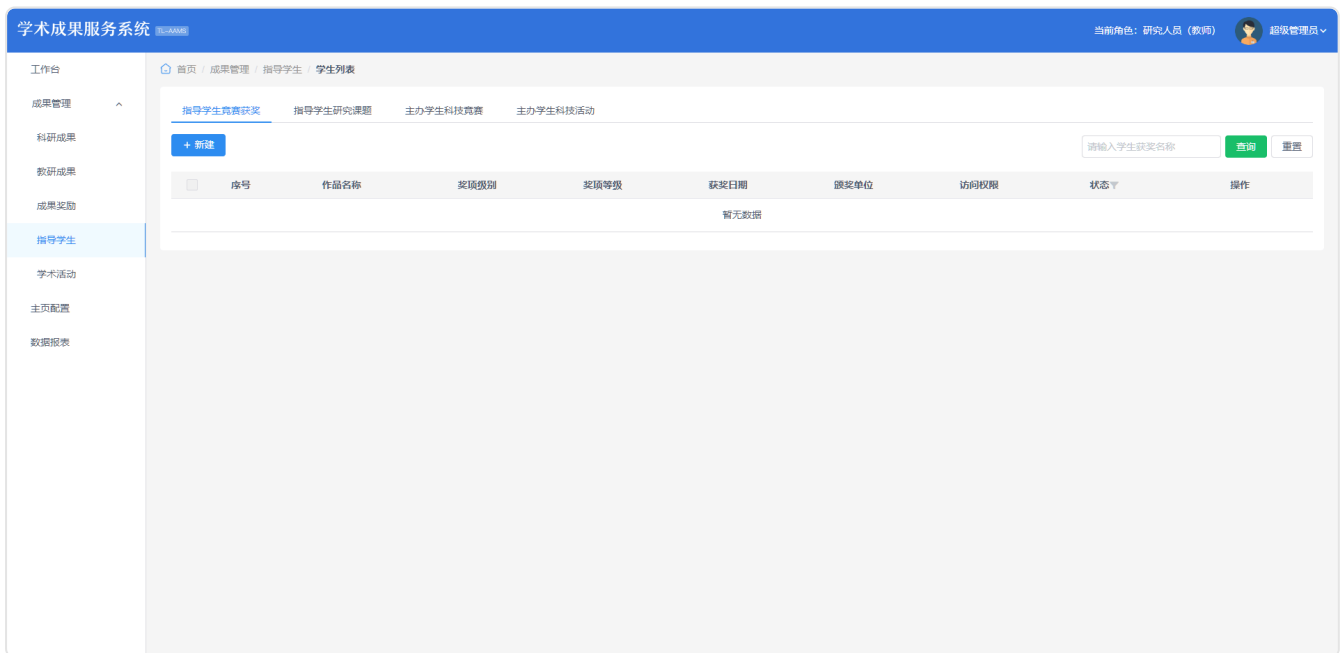 学术成果服务系统 TL-AAMS
当前角色：研究人员（教师） 超级管理员
工作台
成果管理
科研成果
教研成果
成果奖励
指导学生
学术活动
主页配置
数据报表
首页 / 成果管理 / 指导学生 / 学生列表
指导学生竞赛获奖 指导学生研究课题 主办学生科技竞赛 主办学生科技活动
+ 新建
请输入学生获奖名称 查询 重置
序号 作品名称 奖项级别 奖项等级 获奖日期 颁奖单位 访问权限 状态 操作
暂无数据